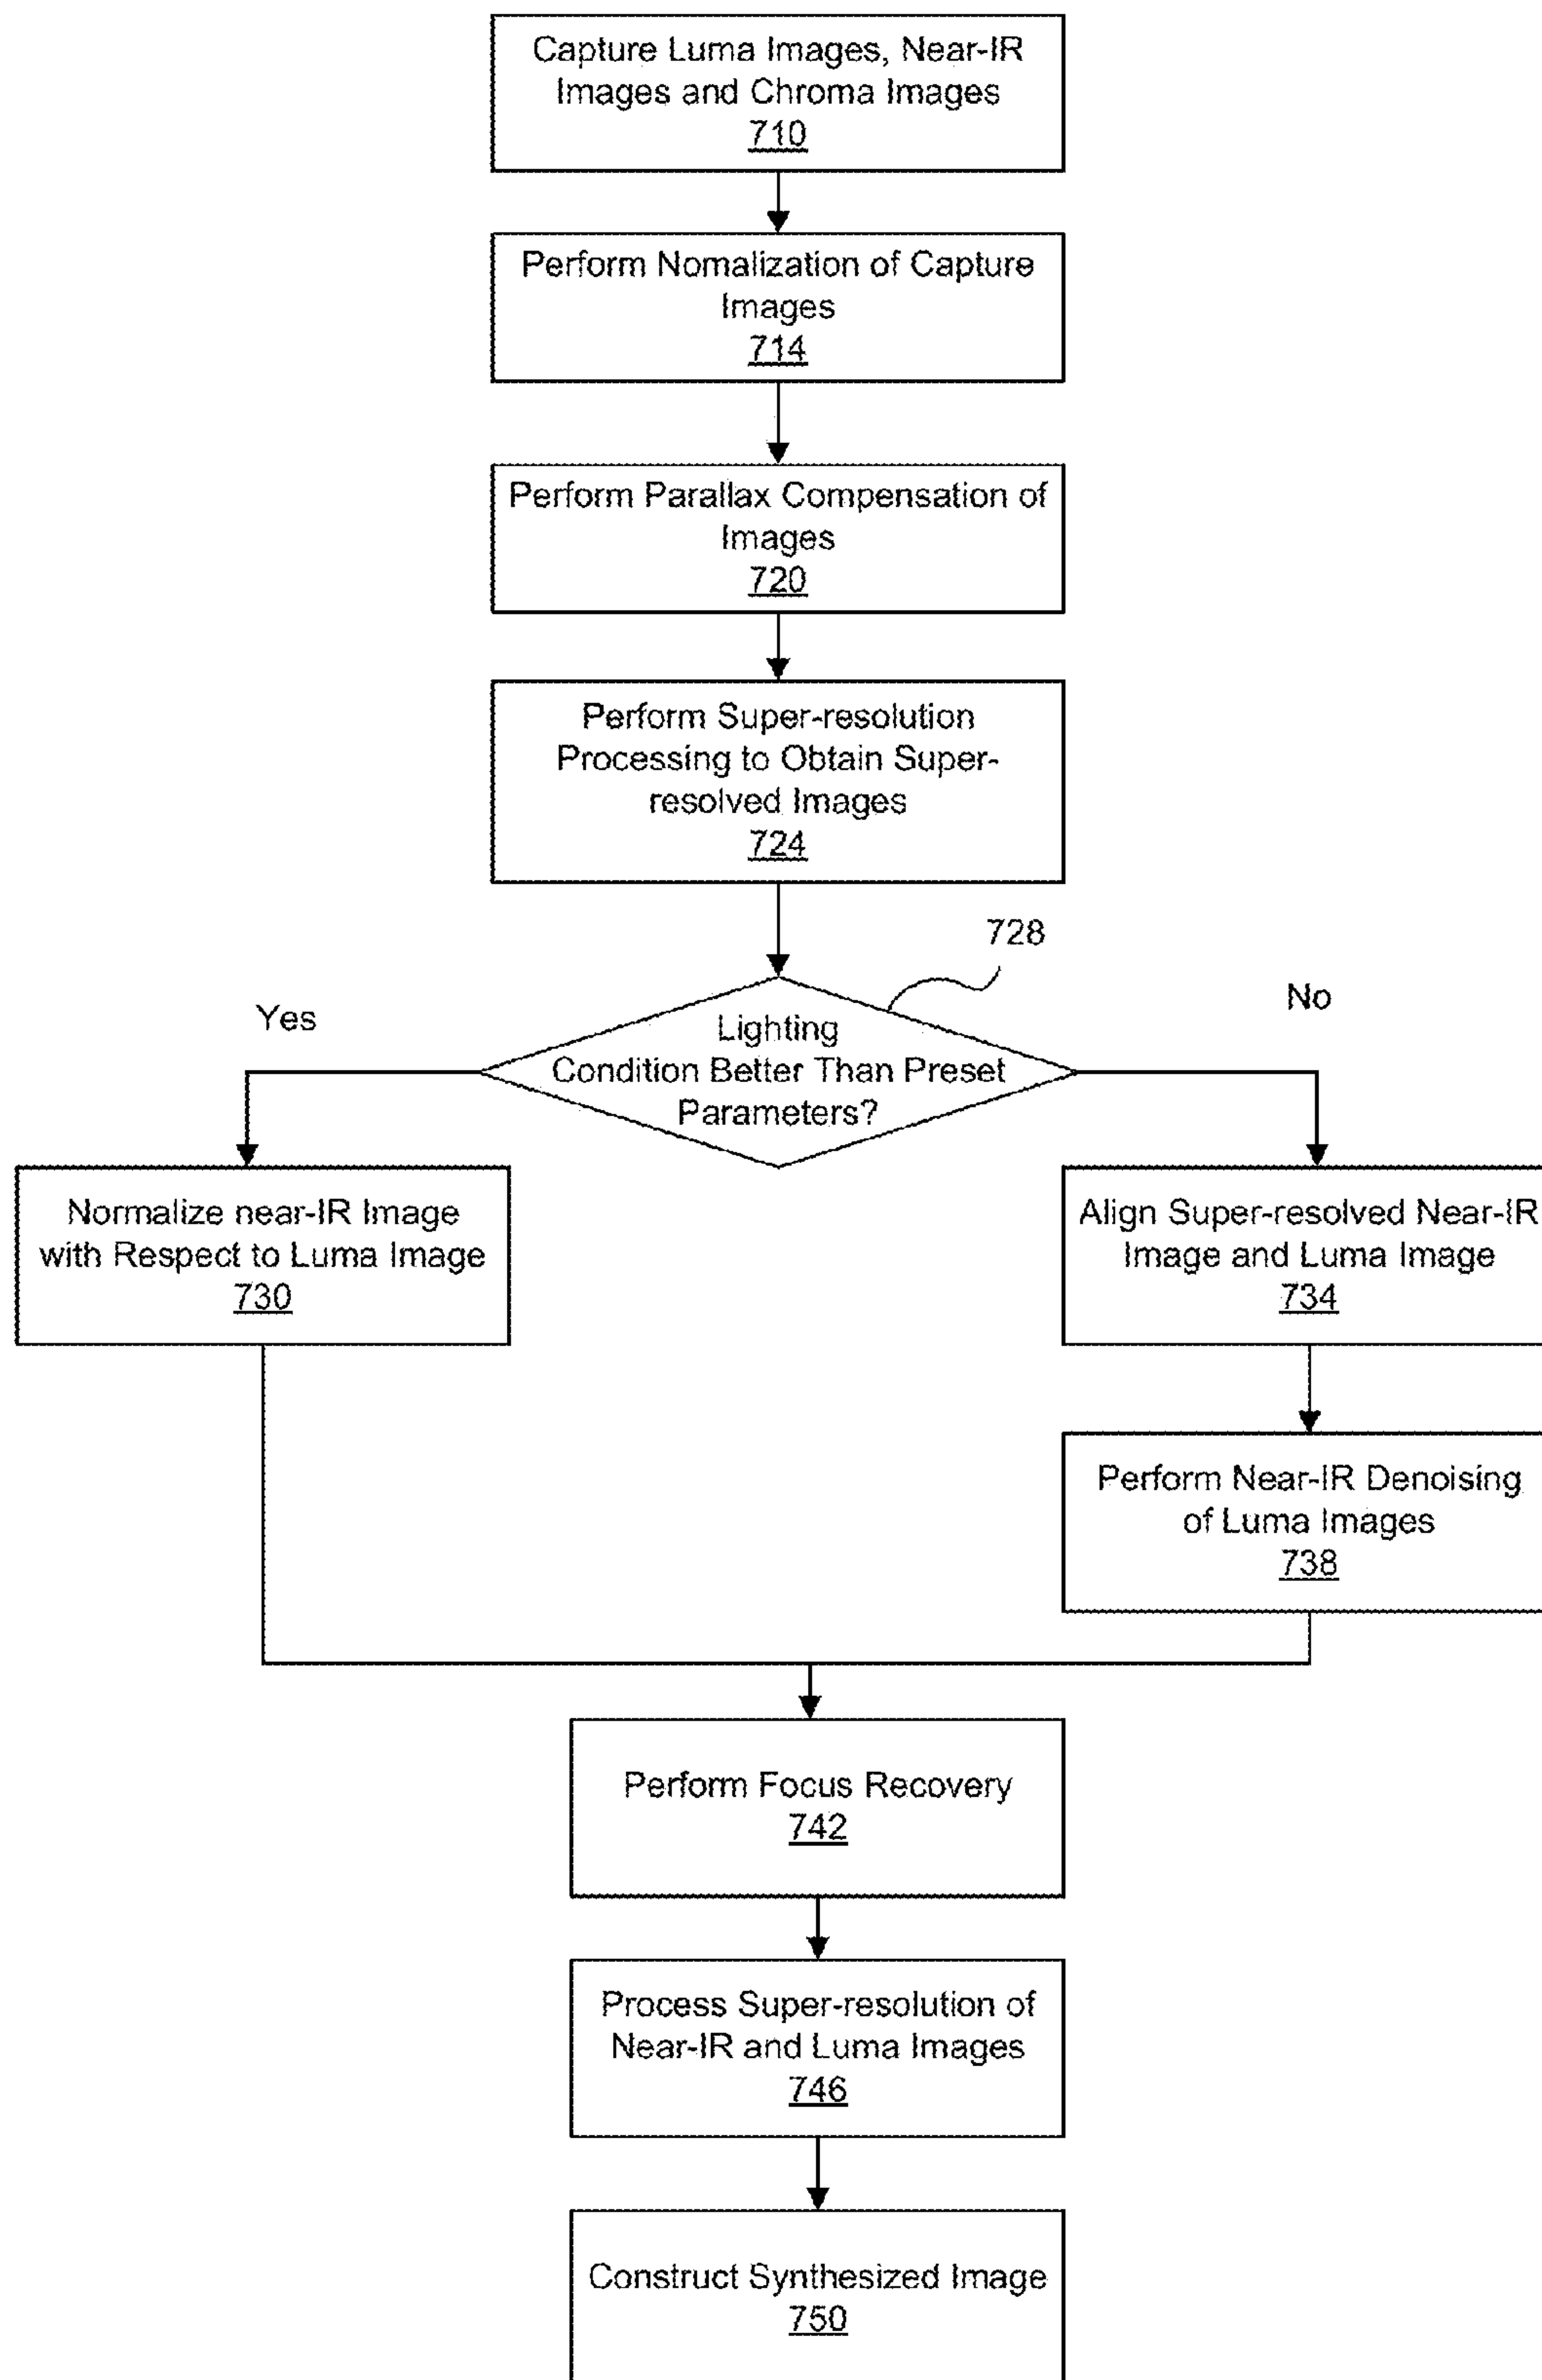 Capture Luma Images, Near-IR
Images and Chroma Images
710
Perform Nomalization of Capture
Images
714
Perform Parallax Compensation of
Images
720
Perform Super-resolution
Processing to Obtain Super-
resolved Images
724
728
Yes
No
Lighting
Condition Better Than Preset
Parameters?
Normalize near-IR Image
with Respect to Luma Image
730
Align Super-resolved Near-IR
Image and Luma Image
734
Perform Near-IR Denoising
of Luma Images
738
Perform Focus Recovery
742
Process Super-resolution of
Near-IR and Luma Images
746
Construct Synthesized Image
750